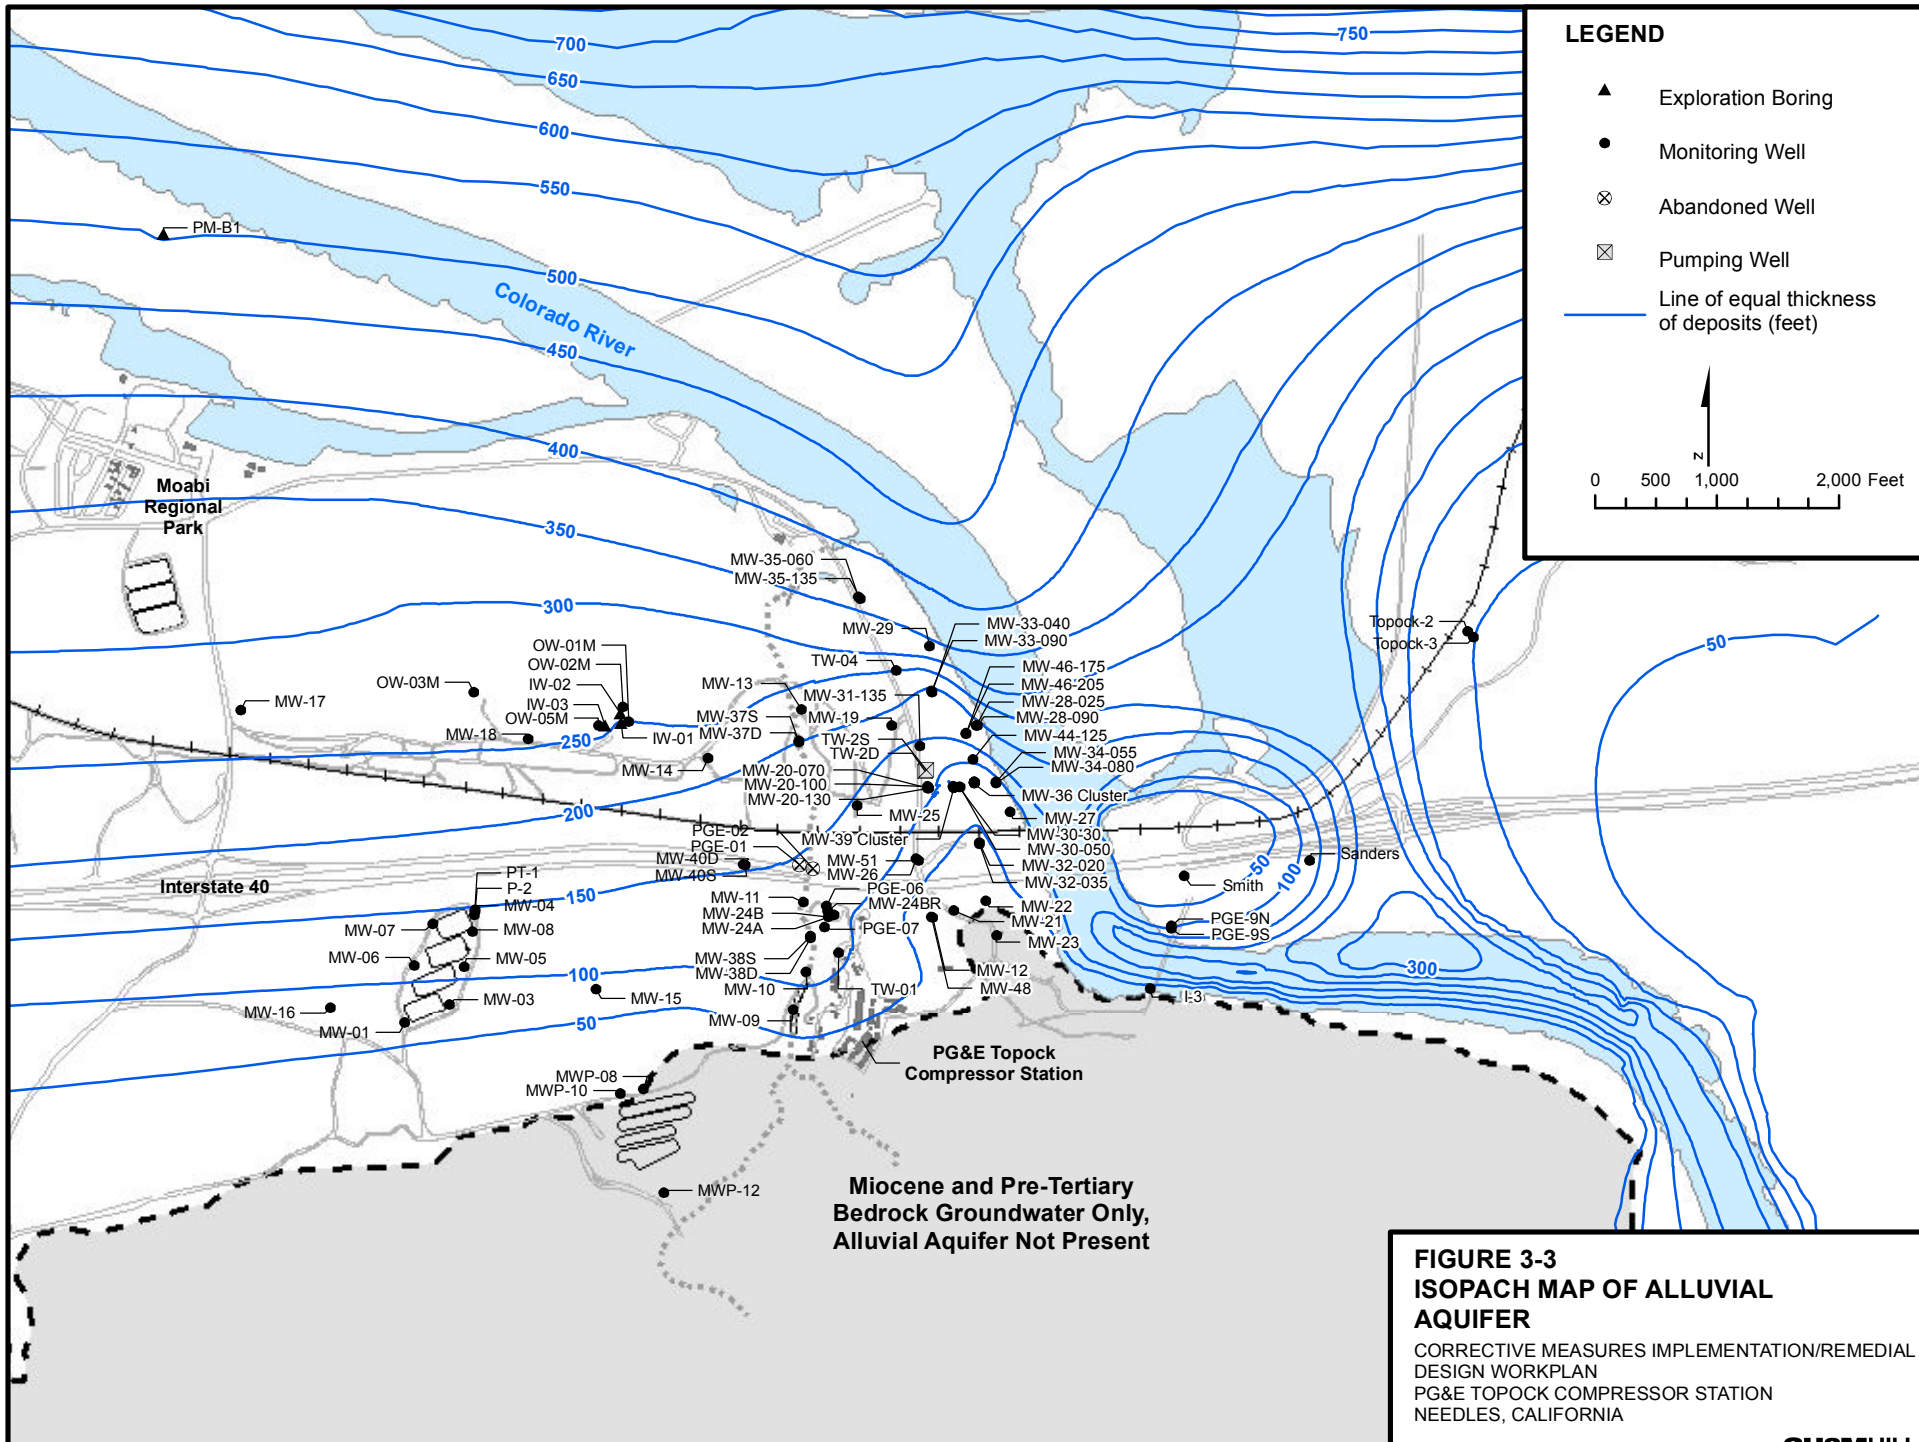 700
750
650
600
550
500
450
400
350
300
250
200
150
100
50
50
50
100
300
Colorado River
PM-B1
Moabi
Regional
Park
MW-35-060
MW-35-135
MW-29
MW-33-040
MW-33-090
TW-04
OW-01M
OW-02M
IW-02
IW-03
OW-05M
IW-01
OW-03M
MW-17
MW-18
MW-13
MW-31-135
MW-37S
MW-37D
MW-19
TW-2S
TW-2D
MW-14
MW-20-070
MW-20-100
MW-20-130
MW-46-175
MW-46-205
MW-28-025
MW-28-090
MW-44-125
MW-34-055
MW-34-080
MW-36 Cluster
MW-25
MW-27
MW-39 Cluster
MW-30-30
MW-30-050
MW-32-020
MW-32-035
PGE-02
PGE-01
MW-40D
MW-40S
MW-51
MW-26
PGE-06
MW-24BR
MW-11
MW-24B
MW-24A
PGE-07
MW-22
MW-21
MW-23
MW-38S
MW-38D
MW-10
TW-01
MW-12
MW-48
MW-09
Interstate 40
PT-1
P-2
MW-04
MW-07
MW-08
MW-06
MW-05
MW-03
MW-16
MW-01
MW-15
MWP-08
MWP-10
MWP-12
Topock-2
Topock-3
Sanders
Smith
PGE-9N
PGE-9S
I-3
PG&E Topock
Compressor Station
Miocene and Pre-Tertiary
Bedrock Groundwater Only,
Alluvial Aquifer Not Present
LEGEND
Exploration Boring
Monitoring Well
Abandoned Well
Pumping Well
Line of equal thickness
of deposits (feet)
N
0 500 1,000 2,000 Feet
FIGURE 3-3
ISOPACH MAP OF ALLUVIAL
AQUIFER
CORRECTIVE MEASURES IMPLEMENTATION/REMEDIAL
DESIGN WORKPLAN
PG&E TOPOCK COMPRESSOR STATION
NEEDLES, CALIFORNIA